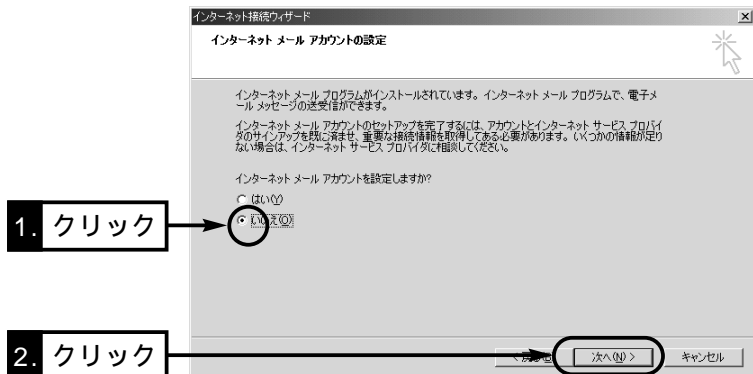 インターネット接続ウィザード
インターネット メール アカウントの設定
インターネット メール プログラムがインストールされています。インターネット メール プログラムで、電子メ
ール メッセージの送受信ができます。
インターネット メール アカウントのセットアップを完了するには、アカウントとインターネット サービス プロバイ
ダのサインアップを既に済ませ、重要な接続情報を取得してある必要があります。いくつかの情報が足り
ない場合は、インターネット サービス プロバイダに相談してください。
インターネット メール アカウントを設定しますか?
はい(Y)
1. クリック
いいえ(O)
2. クリック
次へ(N) >
キャンセル